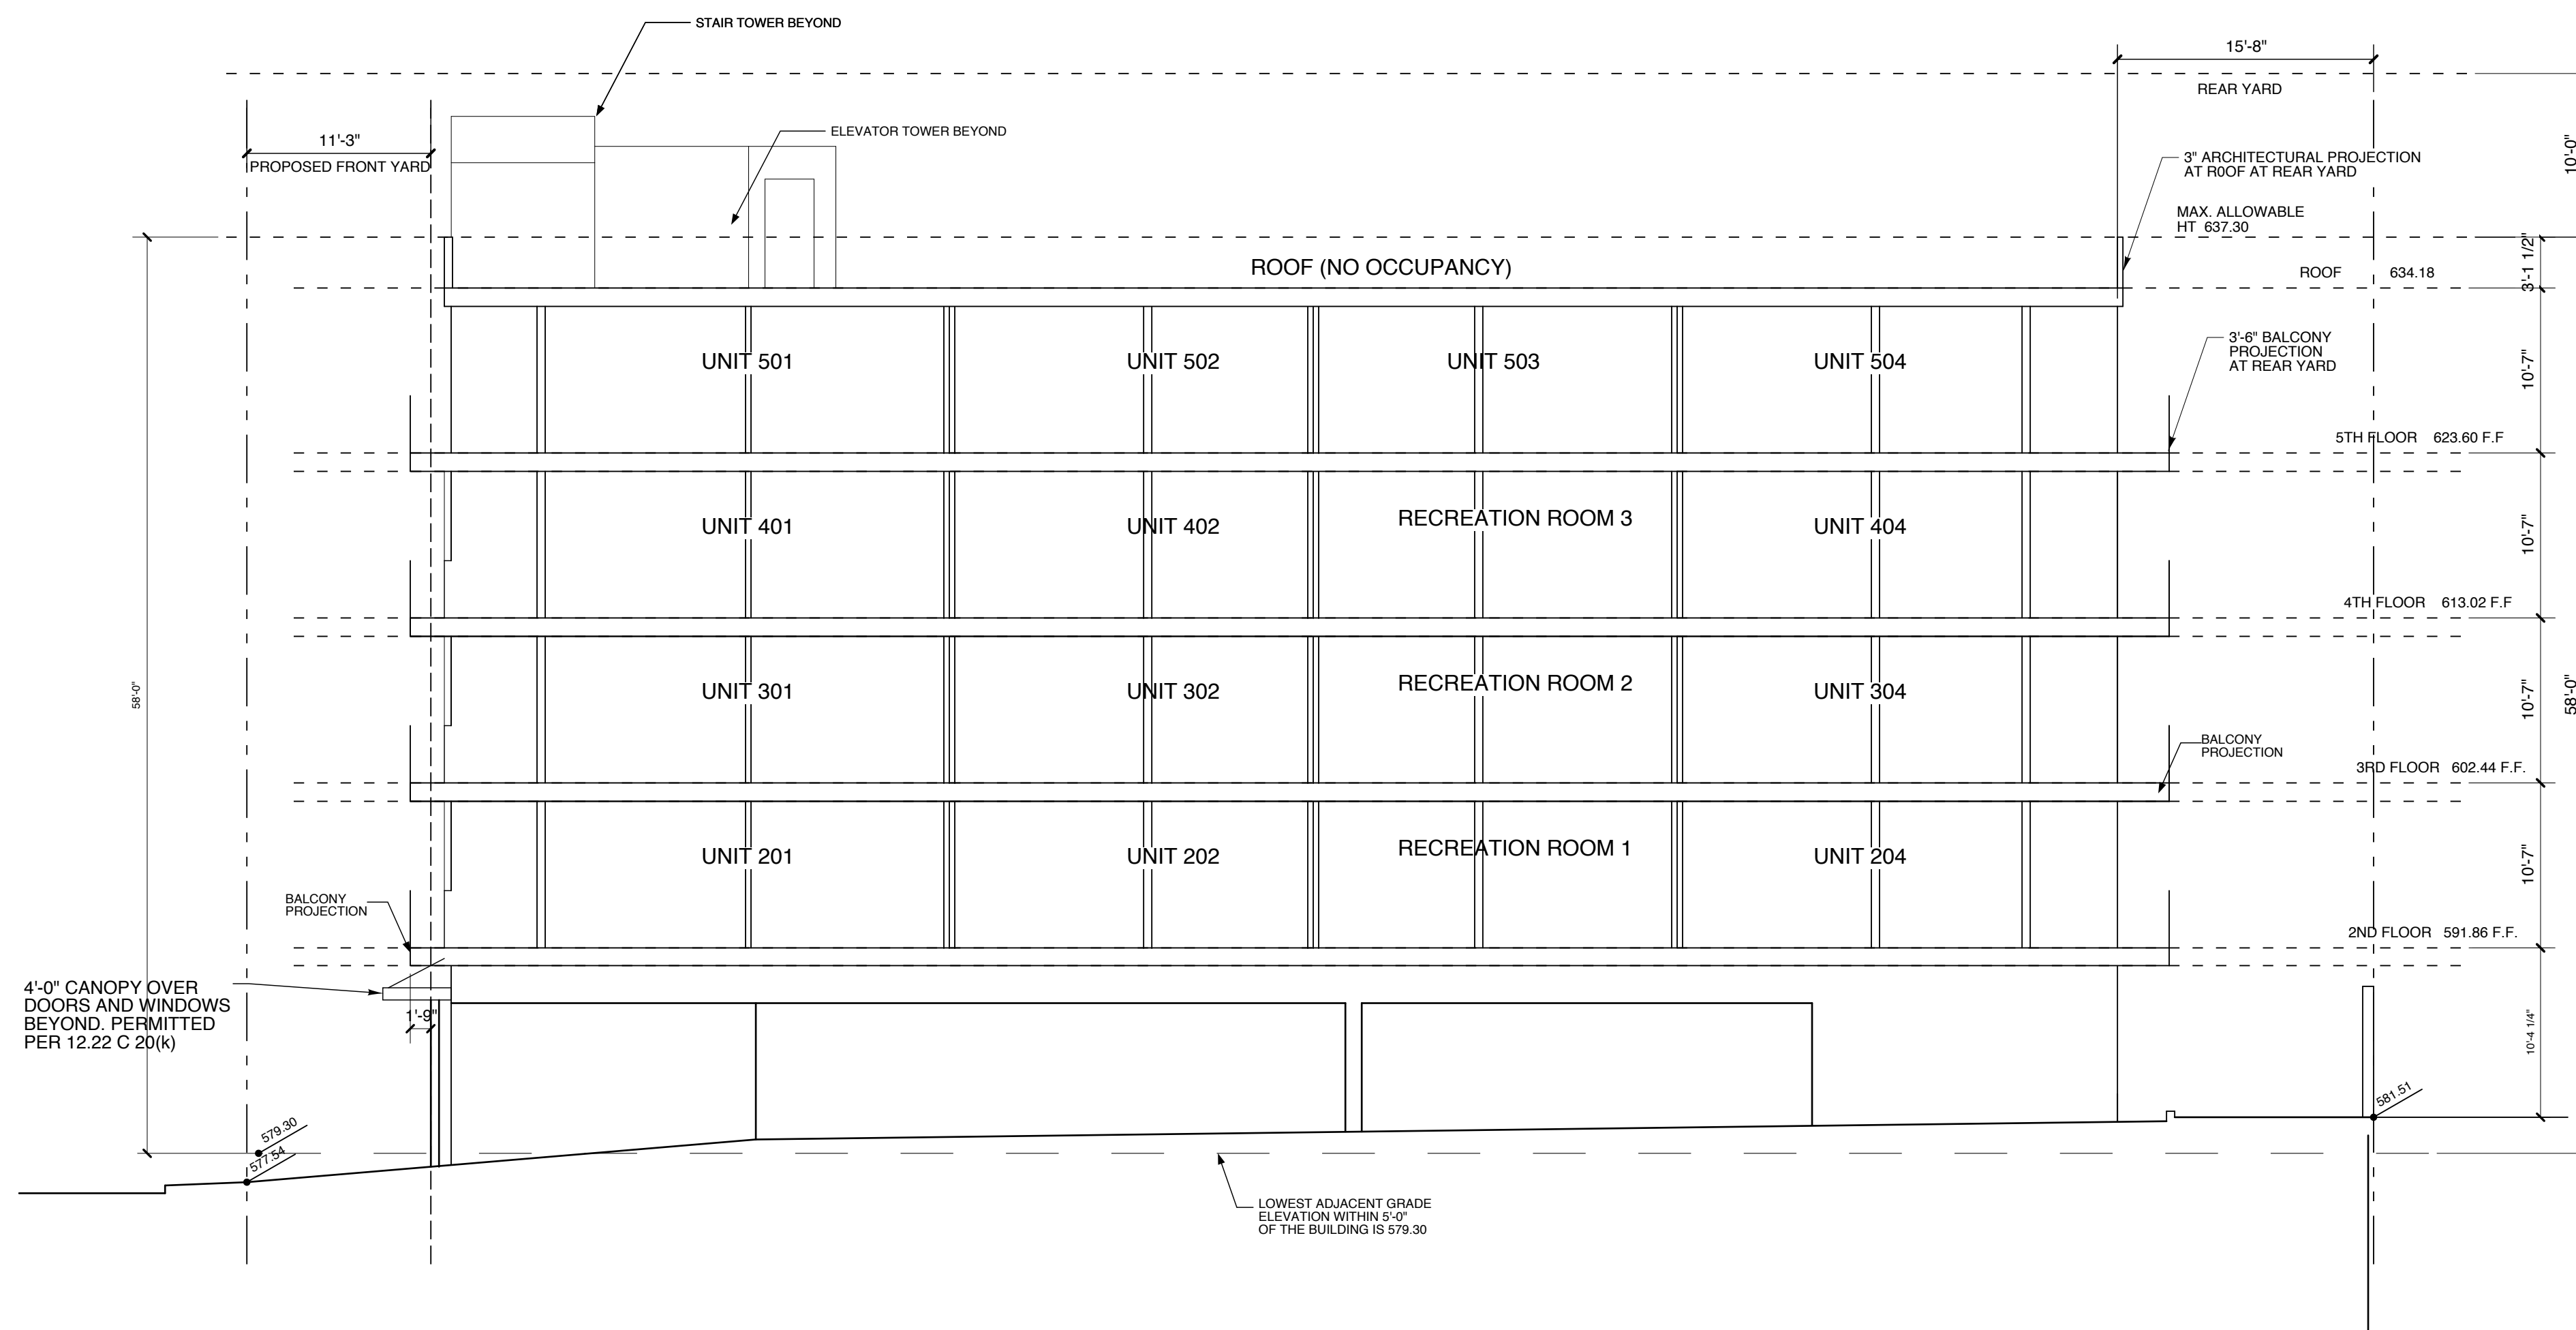 STAIR TOWER BEYOND
15'-8"
REAR YARD
11'-3"
PROPOSED FRONT YARD
ELEVATOR TOWER BEYOND
10'-0"
3" ARCHITECTURAL PROJECTION
AT R0OF AT REAR YARD
MAX. ALLOWABLE
HT 637.30
ROOF (NO OCCUPANCY)
ROOF 634.18
3'-1 1/2"
UNIT 501
UNIT 502
UNIT 503
UNIT 504
3'-6" BALCONY
PROJECTION
AT REAR YARD
10'-7"
5TH FLOOR 623.60 F.F
UNIT 401
UNIT 402
RECREATION ROOM 3
UNIT 404
10'-7"
4TH FLOOR 613.02 F.F
58'-0"
UNIT 301
UNIT 302
RECREATION ROOM 2
UNIT 304
10'-7"
58'-0"
BALCONY
PROJECTION
3RD FLOOR 602.44 F.F.
UNIT 201
UNIT 202
RECREATION ROOM 1
UNIT 204
10'-7"
BALCONY
PROJECTION
2ND FLOOR 591.86 F.F.
4'-0" CANOPY OVER
DOORS AND WINDOWS
BEYOND. PERMITTED
PER 12.22 C 20(k)
1'-9"
10'-4 1/4"
581.51
579.30
577.54
LOWEST ADJACENT GRADE
ELEVATION WITHIN 5'-0"
OF THE BUILDING IS 579.30